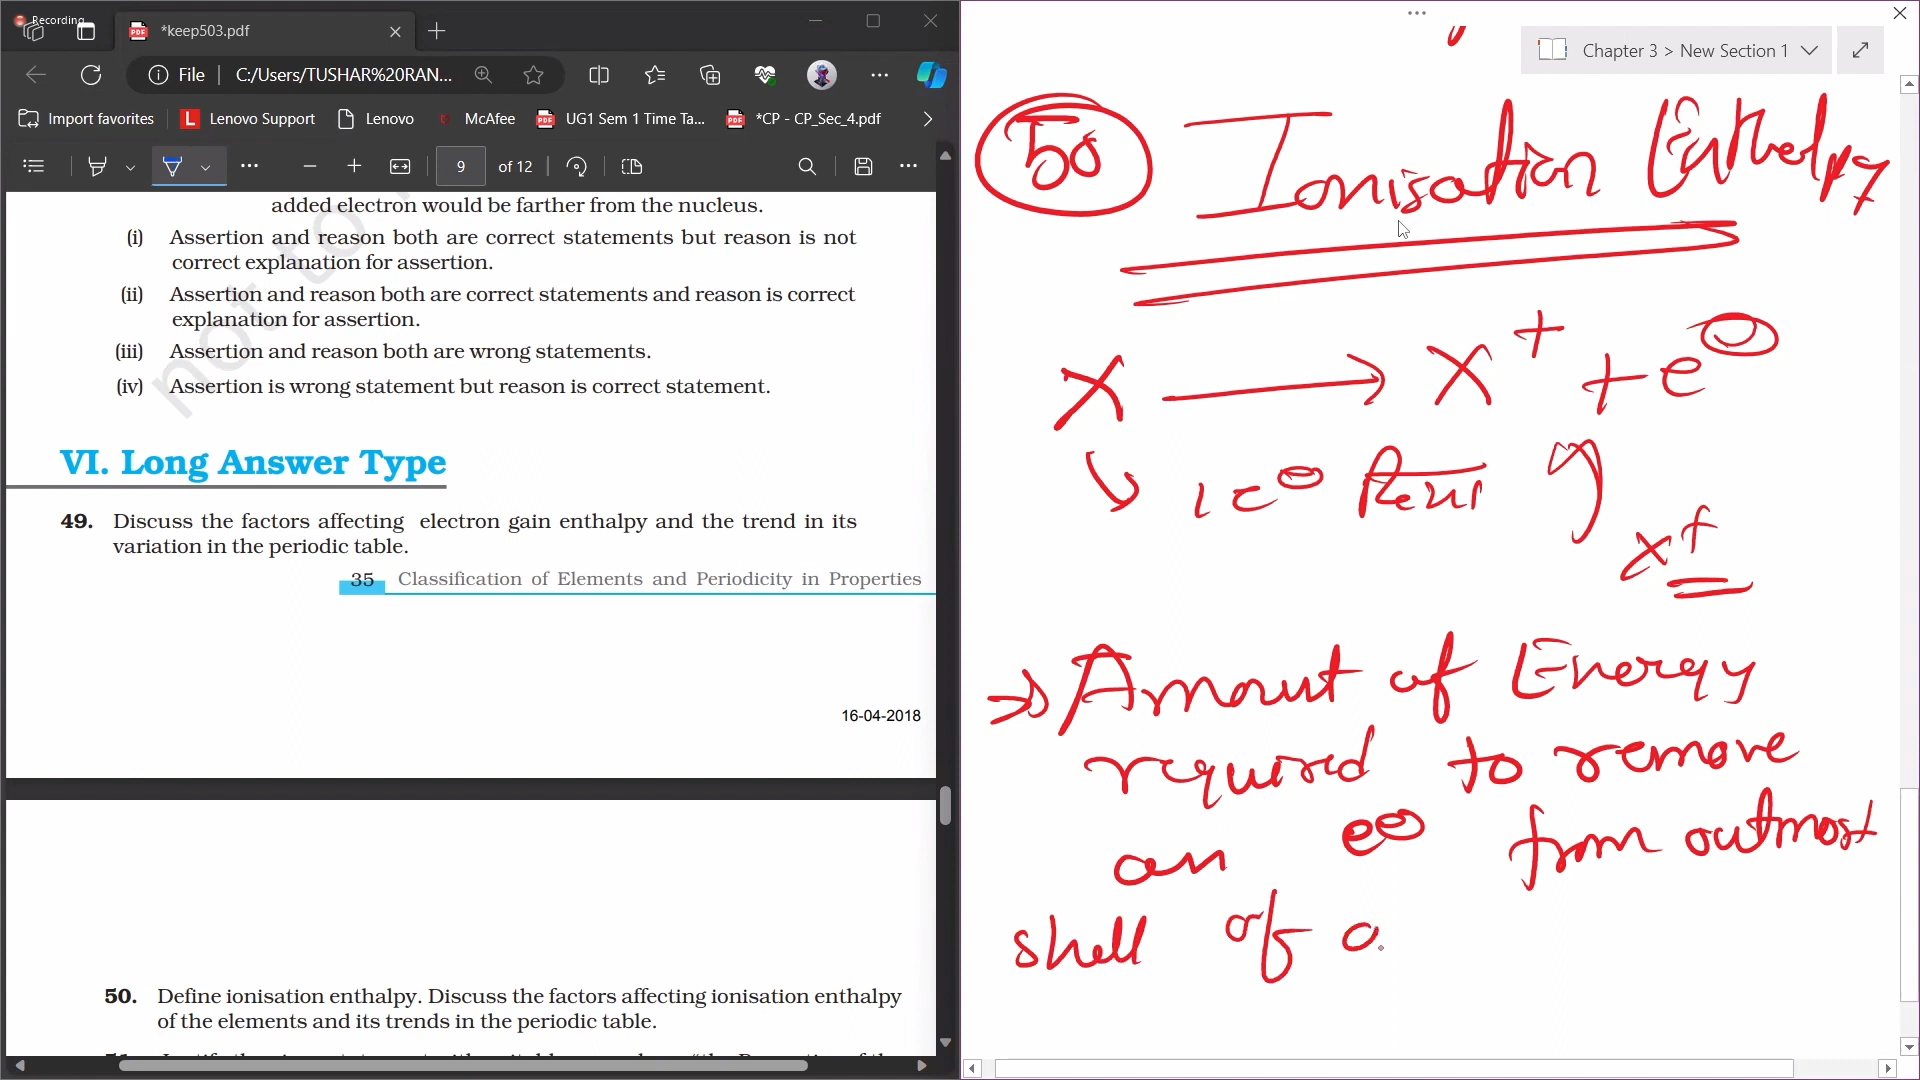 Recording
*keep503.pdf
File
C:/Users/TUSHAR%20RAN...
Import favorites
Lenovo Support
Lenovo
McAfee
UG1 Sem 1 Time Ta...
*CP - CP_Sec_4.pdf
9 of 12
not to
added electron would be farther from the nucleus.
(i) Assertion and reason both are correct statements but reason is not
correct explanation for assertion.
(ii) Assertion and reason both are correct statements and reason is correct
explanation for assertion.
(iii) Assertion and reason both are wrong statements.
(iv) Assertion is wrong statement but reason is correct statement.
VI. Long Answer Type
49. Discuss the factors affecting electron gain enthalpy and the trend in its
variation in the periodic table.
35 Classification of Elements and Periodicity in Properties
16-04-2018
50. Define ionisation enthalpy. Discuss the factors affecting ionisation enthalpy
of the elements and its trends in the periodic table.
Chapter 3 > New Section 1
50 Ionisation Enthalpy
X → X+ + e⊖
1e⊖
X+
⇒ Amount of Energy
required to remove
an e⊖ from outmost
shell of a